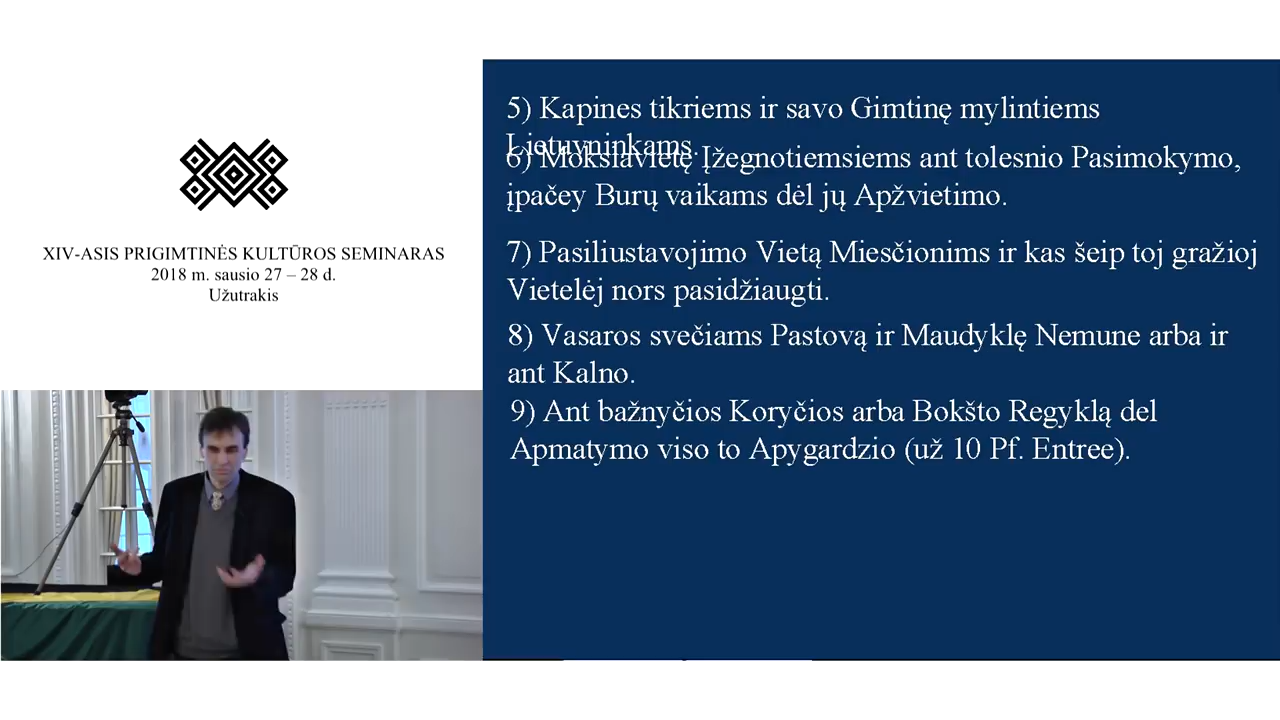 XIV-ASIS PRIGIMTINĖS KULTŪROS SEMINARAS
2018 m. sausio 27 – 28 d.
Užutrakis
5) Kapines tikriems ir savo Gimtinę mylintiems
Lietuvninkams.
6) Mokslavietę Įžegnotiemsiems ant tolesnio Pasimokymo,
įpačey Burų vaikams dėl jų Apžvietimo.
7) Pasiliustavojimo Vietą Miesčionims ir kas šeip toj gražioj
Vietelėj nors pasidžiaugti.
8) Vasaros svečiams Pastovą ir Maudyklę Nemune arba ir
ant Kalno.
9) Ant bažnyčios Koryčios arba Bokšto Regyklą del
Apmatymo viso to Apygardzio (už 10 Pf. Entree).